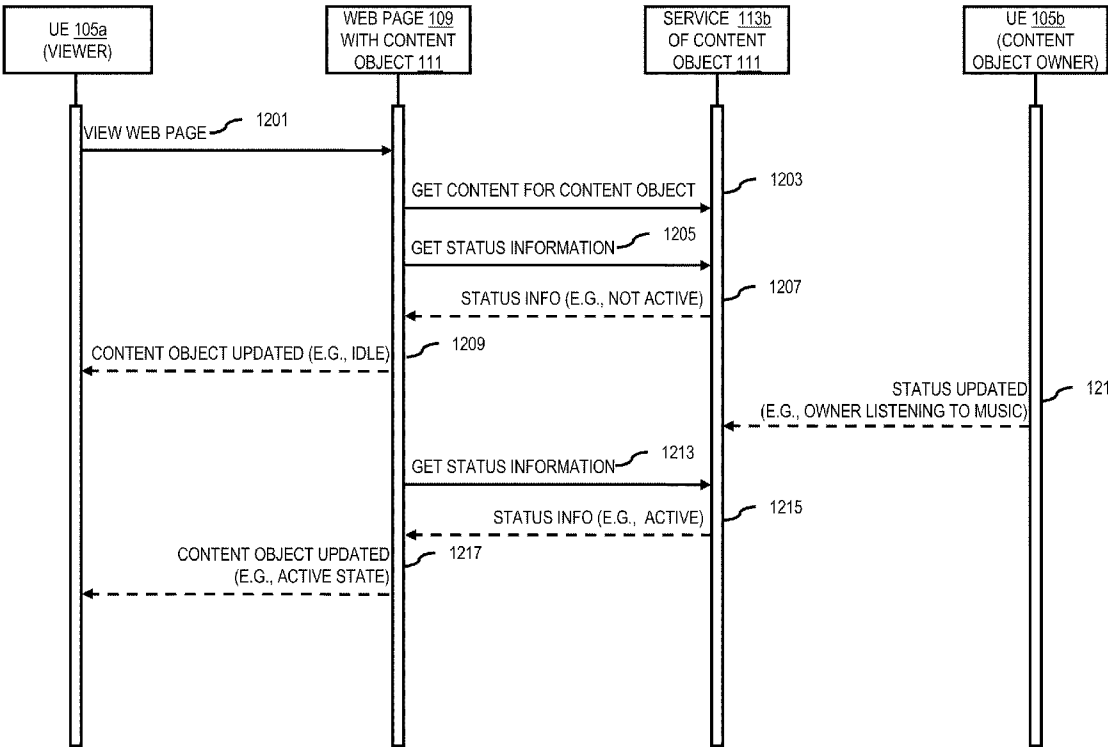 UE 105a
(VIEWER)
WEB PAGE 109
WITH CONTENT
OBJECT 111
SERVICE 113b
OF CONTENT
OBJECT 111
UE 105b
(CONTENT
OBJECT OWNER)
VIEW WEB PAGE 1201
GET CONTENT FOR CONTENT OBJECT 1203
GET STATUS INFORMATION 1205
STATUS INFO (E.G., NOT ACTIVE) 1207
CONTENT OBJECT UPDATED (E.G., IDLE) 1209
STATUS UPDATED 121
(E.G., OWNER LISTENING TO MUSIC)
GET STATUS INFORMATION 1213
STATUS INFO (E.G., ACTIVE) 1215
CONTENT OBJECT UPDATED 1217
(E.G., ACTIVE STATE)